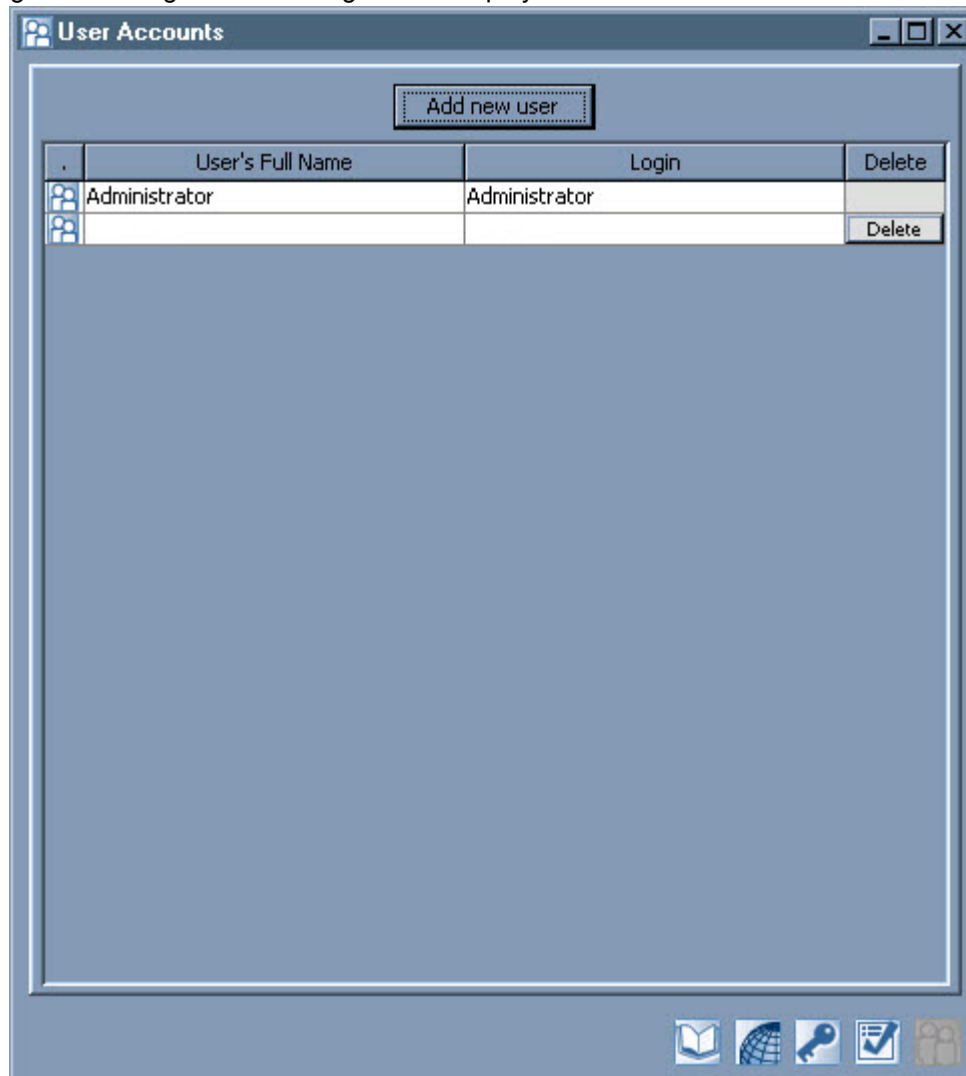 User Accounts
Add new user
. User's Full Name Login Delete
Administrator Administrator
Delete